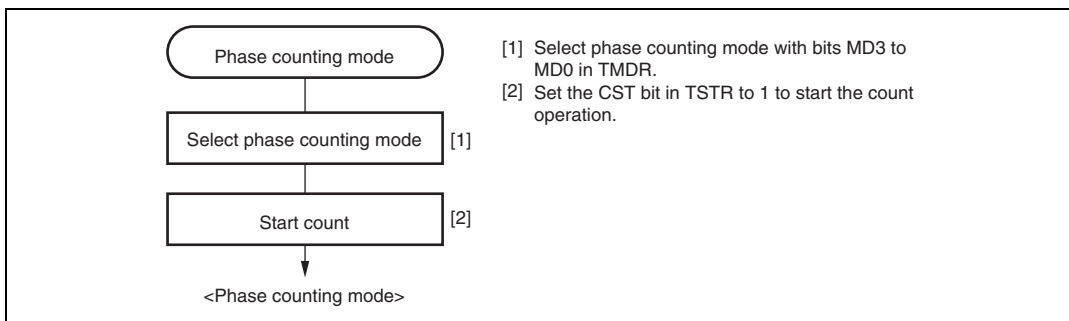 Phase counting mode
Select phase counting mode [1]
Start count [2]
<Phase counting mode>
[1] Select phase counting mode with bits MD3 to
MD0 in TMDR.
[2] Set the CST bit in TSTR to 1 to start the count
operation.